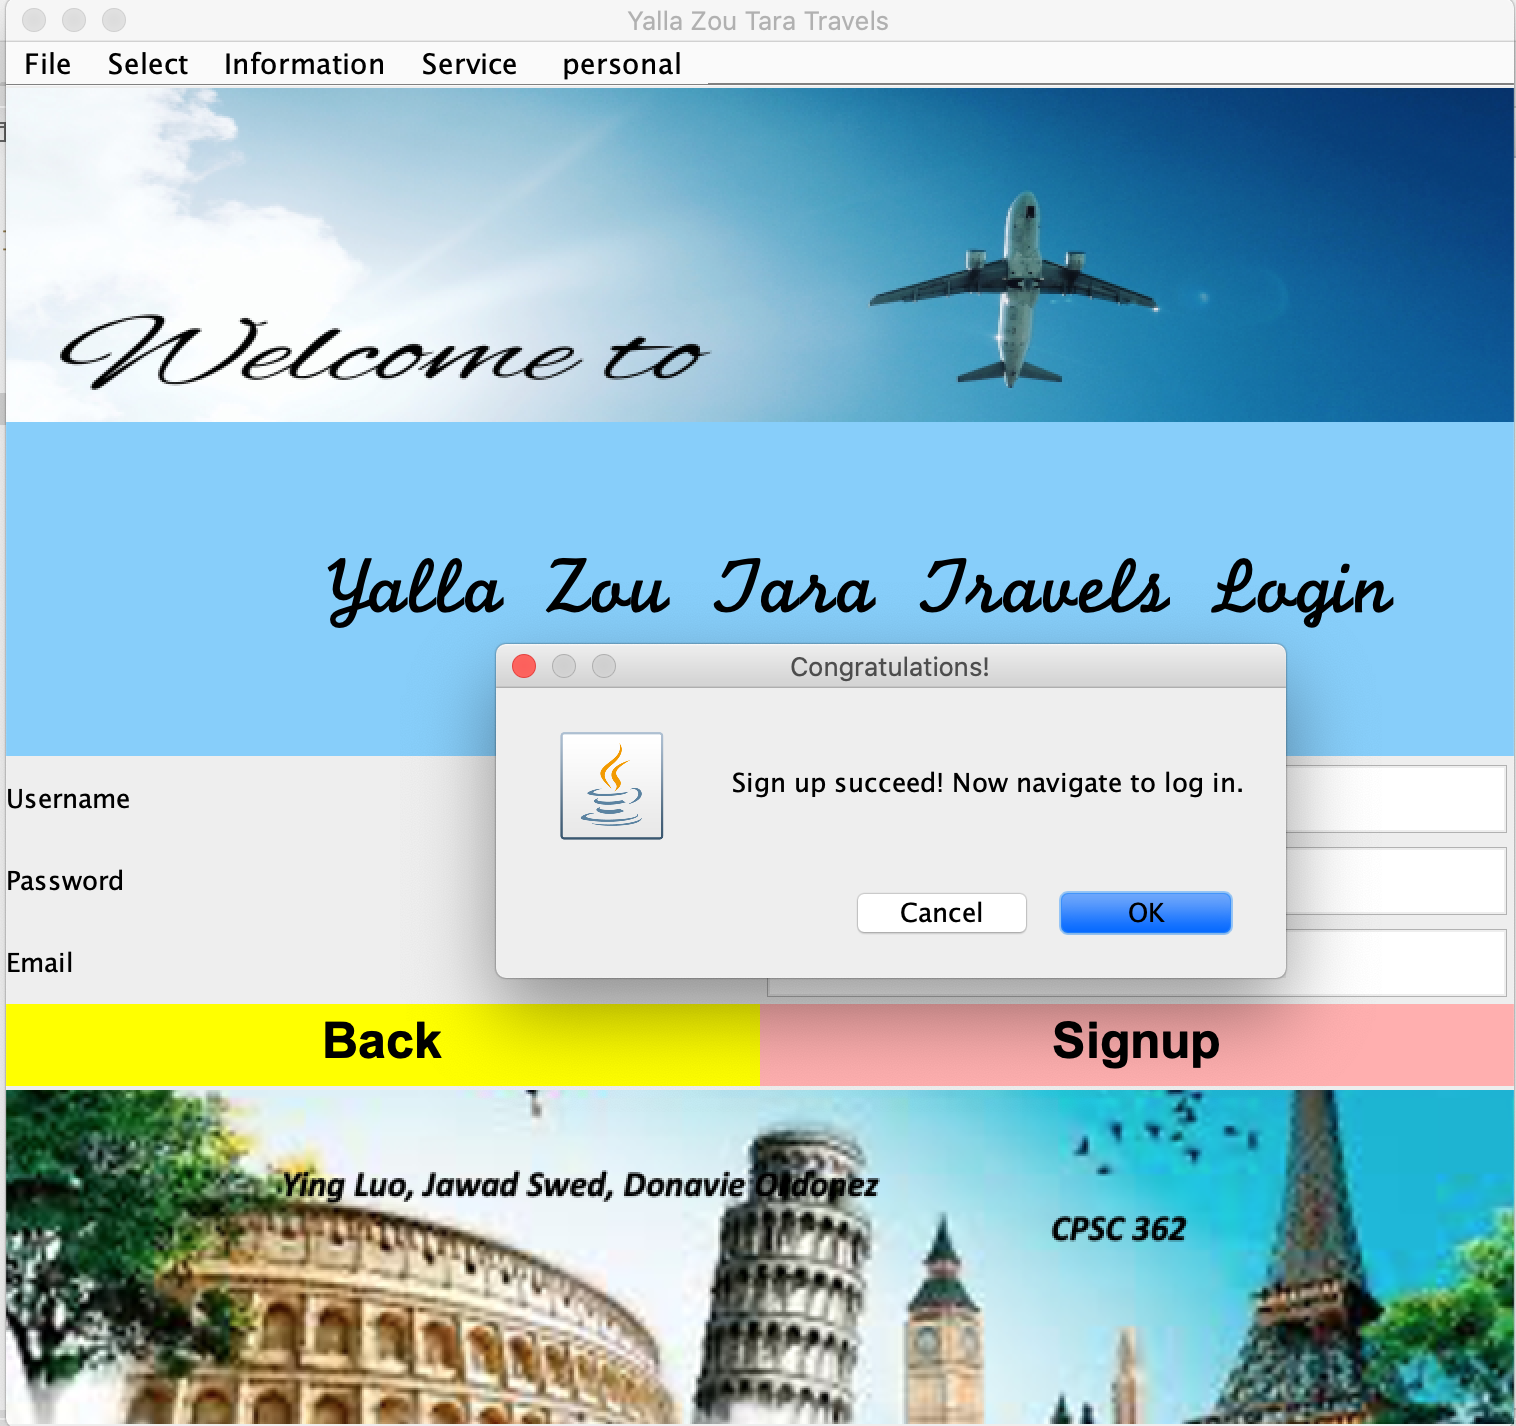 Yalla Zou Tara Travels
File Select Information Service personal
Welcome to
Yalla Zou Tara Travels Login
Congratulations!
Sign up succeed! Now navigate to log in.
Cancel OK
Username
Password
Email
Back Signup
Ying Luo, Jawad Swed, Donavie Ordonez
CPSC 362